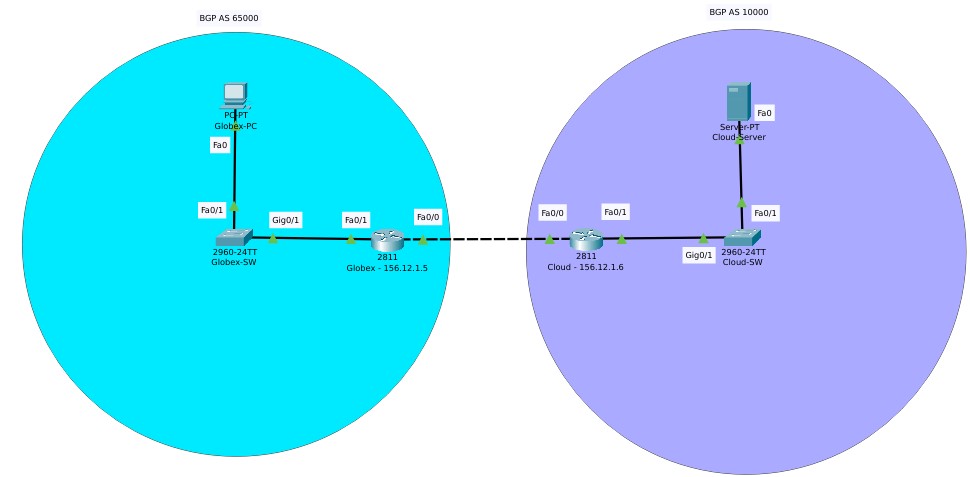 BGP AS 65000
BGP AS 10000
PC-PT
Globex-PC
Fa0
Fa0/1
Gig0/1
2960-24TT
Globex-SW
Fa0/1
Fa0/0
2811
Globex - 156.12.1.5
Fa0
Server-PT
Cloud-Server
Fa0/0
Fa0/1
2811
Cloud - 156.12.1.6
Fa0/1
Gig0/1
2960-24TT
Cloud-SW